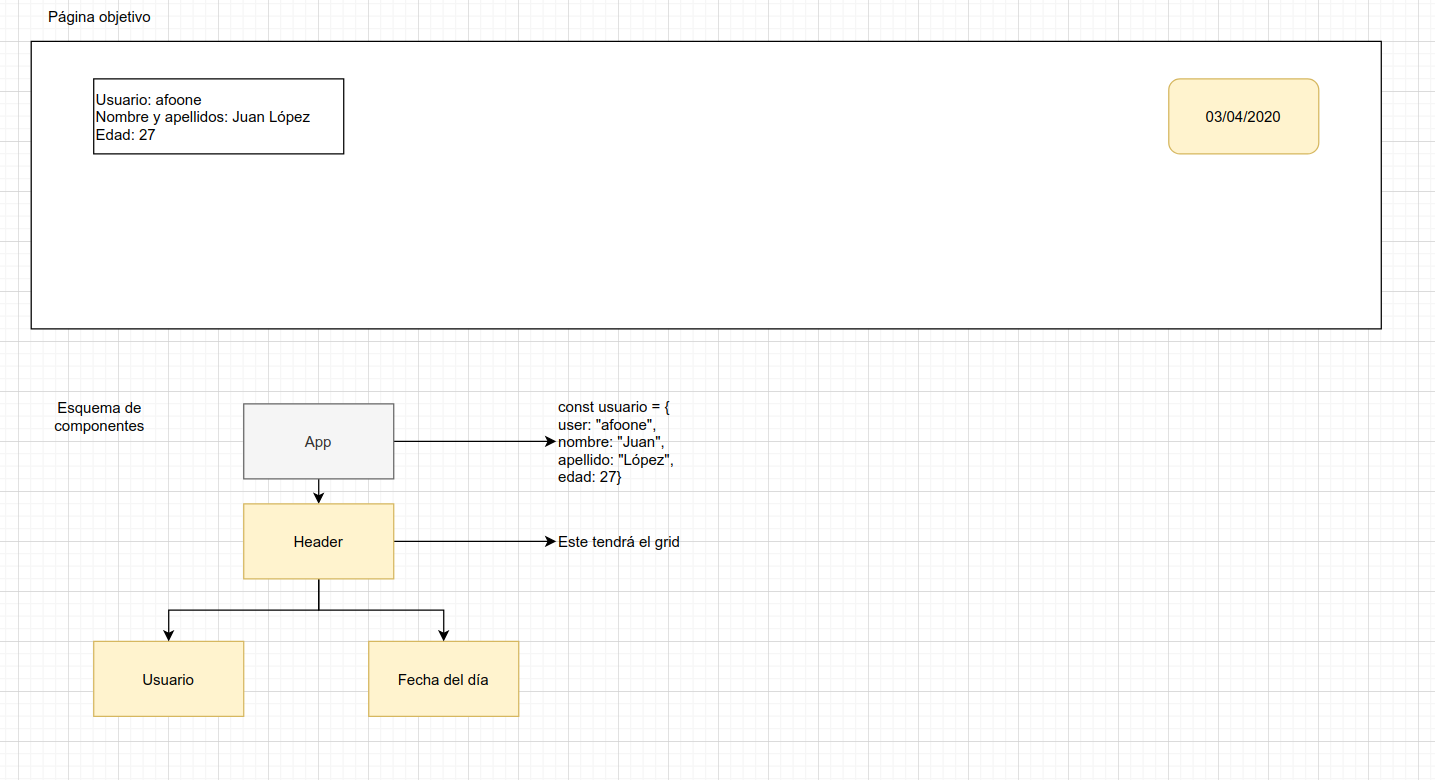 Página objetivo
Usuario: afoone
Nombre y apellidos: Juan López
Edad: 27
03/04/2020
Esquema de
componentes
App
const usuario = {
user: "afoone",
nombre: "Juan",
apellido: "López",
edad: 27}
Header
Este tendrá el grid
Usuario
Fecha del día